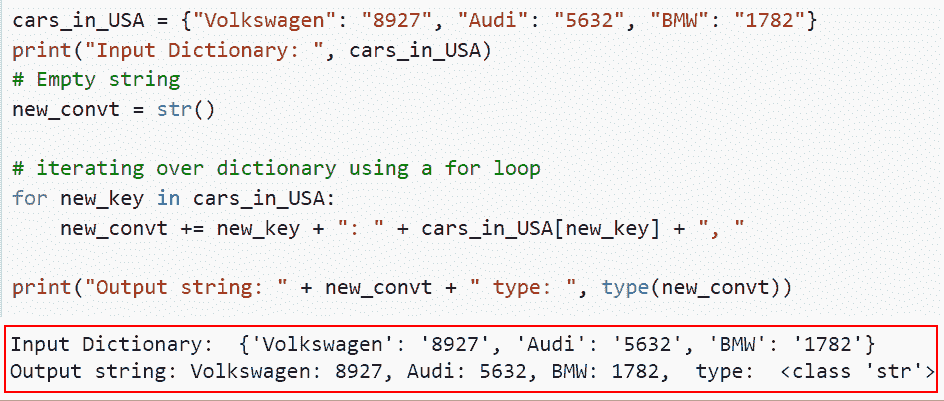 cars_in_USA = {"Volkswagen": "8927", "Audi": "5632", "BMW": "1782"}
print("Input Dictionary: ", cars_in_USA)
# Empty string
new_convt = str()
# iterating over dictionary using a for loop
for new_key in cars_in_USA:
    new_convt += new_key + ": " + cars_in_USA[new_key] + ", "
print("Output string: " + new_convt + " type: ", type(new_convt))
Input Dictionary:  {'Volkswagen': '8927', 'Audi': '5632', 'BMW': '1782'}
Output string: Volkswagen: 8927, Audi: 5632, BMW: 1782,  type:  <class 'str'>